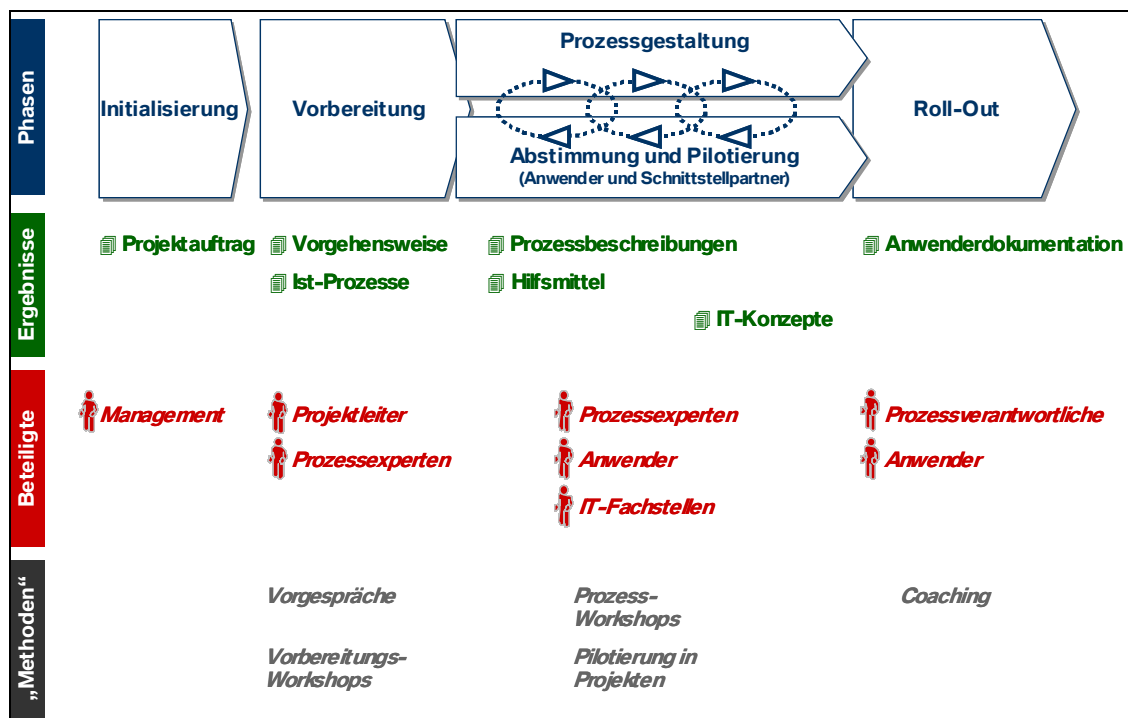 Phasen
Initialisierung
Vorbereitung
Prozessgestaltung
Abstimmung und Pilotierung
(Anwender und Schnittstellpartner)
Roll-Out
Ergebnisse
Projektauftrag
Vorgehensweise
Ist-Prozesse
Prozessbeschreibungen
Hilfsmittel
IT-Konzepte
Anwenderdokumentation
Beteiligte
Management
Projektleiter
Prozessexperten
Prozessexperten
Anwender
IT-Fachstellen
Prozessverantwortliche
Anwender
„Methoden“
Vorgespräche
Vorbereitungs-
Workshops
Prozess-
Workshops
Pilotierung in
Projekten
Coaching